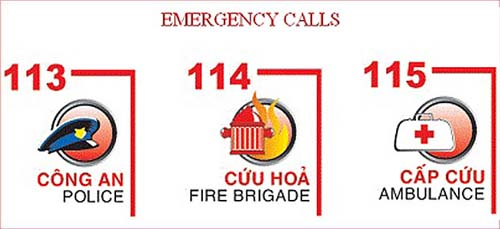 EMERGENCY CALLS
113
CÔNG AN
POLICE
114
CỨU HOẢ
FIRE BRIGADE
115
CẤP CỨU
AMBULANCE